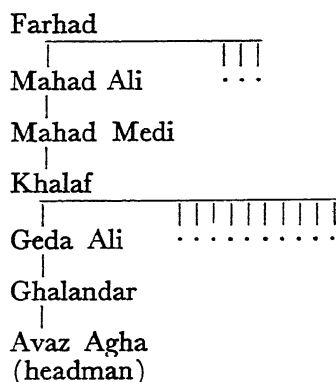 Farhad
Mahad Ali
Mahad Medi
Khalaf
Geda Ali
Ghalandar
Avaz Agha
(headman)